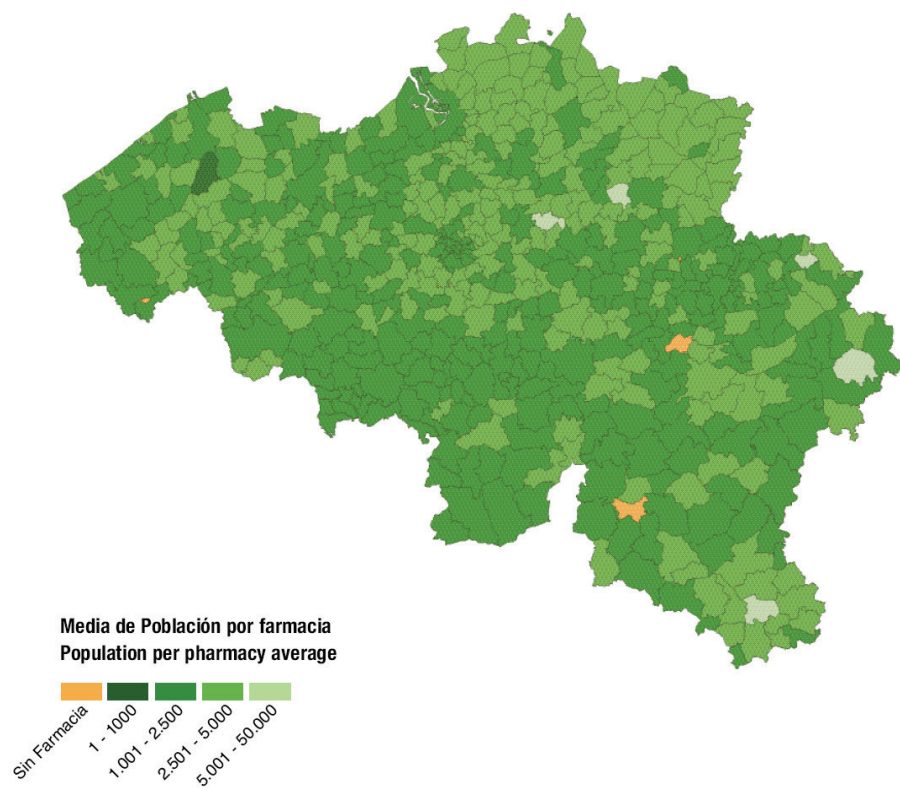 Media de Población por farmacia
Population per pharmacy average
Sin Farmacia
1 - 1000
1.001 - 2.500
2.501 - 5.000
5.001 - 50.000